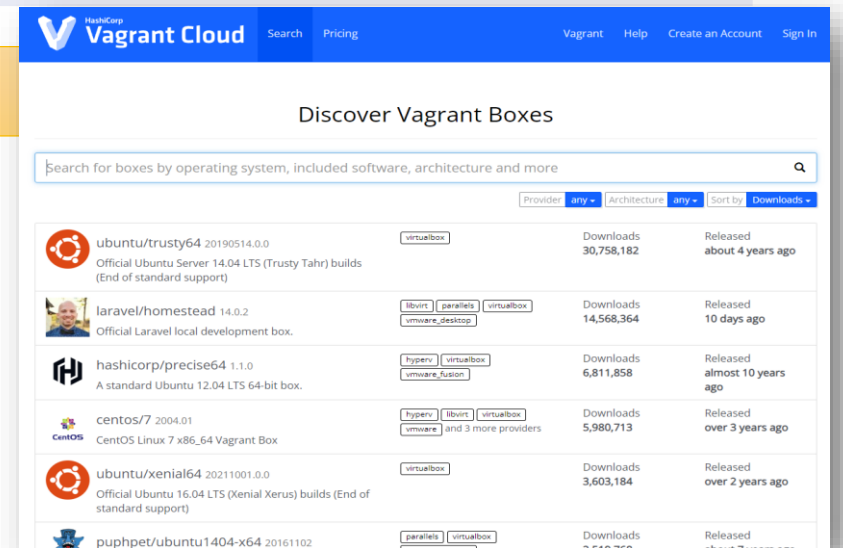 HashiCorp
Vagrant Cloud
Search
Pricing
Vagrant
Help
Create an Account
Sign In
Discover Vagrant Boxes
Search for boxes by operating system, included software, architecture and more
Provider any Architecture any Sort by Downloads
ubuntu/trusty64 20190514.0.0
Official Ubuntu Server 14.04 LTS (Trusty Tahr) builds
(End of standard support)
virtualbox
Downloads
30,758,182
Released
about 4 years ago
laravel/homestead 14.0.2
Official Laravel local development box.
libvirt parallels virtualbox
vmware_desktop
Downloads
14,568,364
Released
10 days ago
hashicorp/precise64 1.1.0
A standard Ubuntu 12.04 LTS 64-bit box.
hyperv virtualbox
vmware_fusion
Downloads
6,811,858
Released
almost 10 years
ago
CentOS
centos/7 2004.01
CentOS Linux 7 x86_64 Vagrant Box
hyperv libvirt virtualbox
vmware and 3 more providers
Downloads
5,980,713
Released
over 3 years ago
ubuntu/xenial64 20211001.0.0
Official Ubuntu 16.04 LTS (Xenial Xerus) builds (End of
standard support)
virtualbox
Downloads
3,603,184
Released
over 2 years ago
puphpet/ubuntu1404-x64 20161102
parallels virtualbox
Downloads
Released